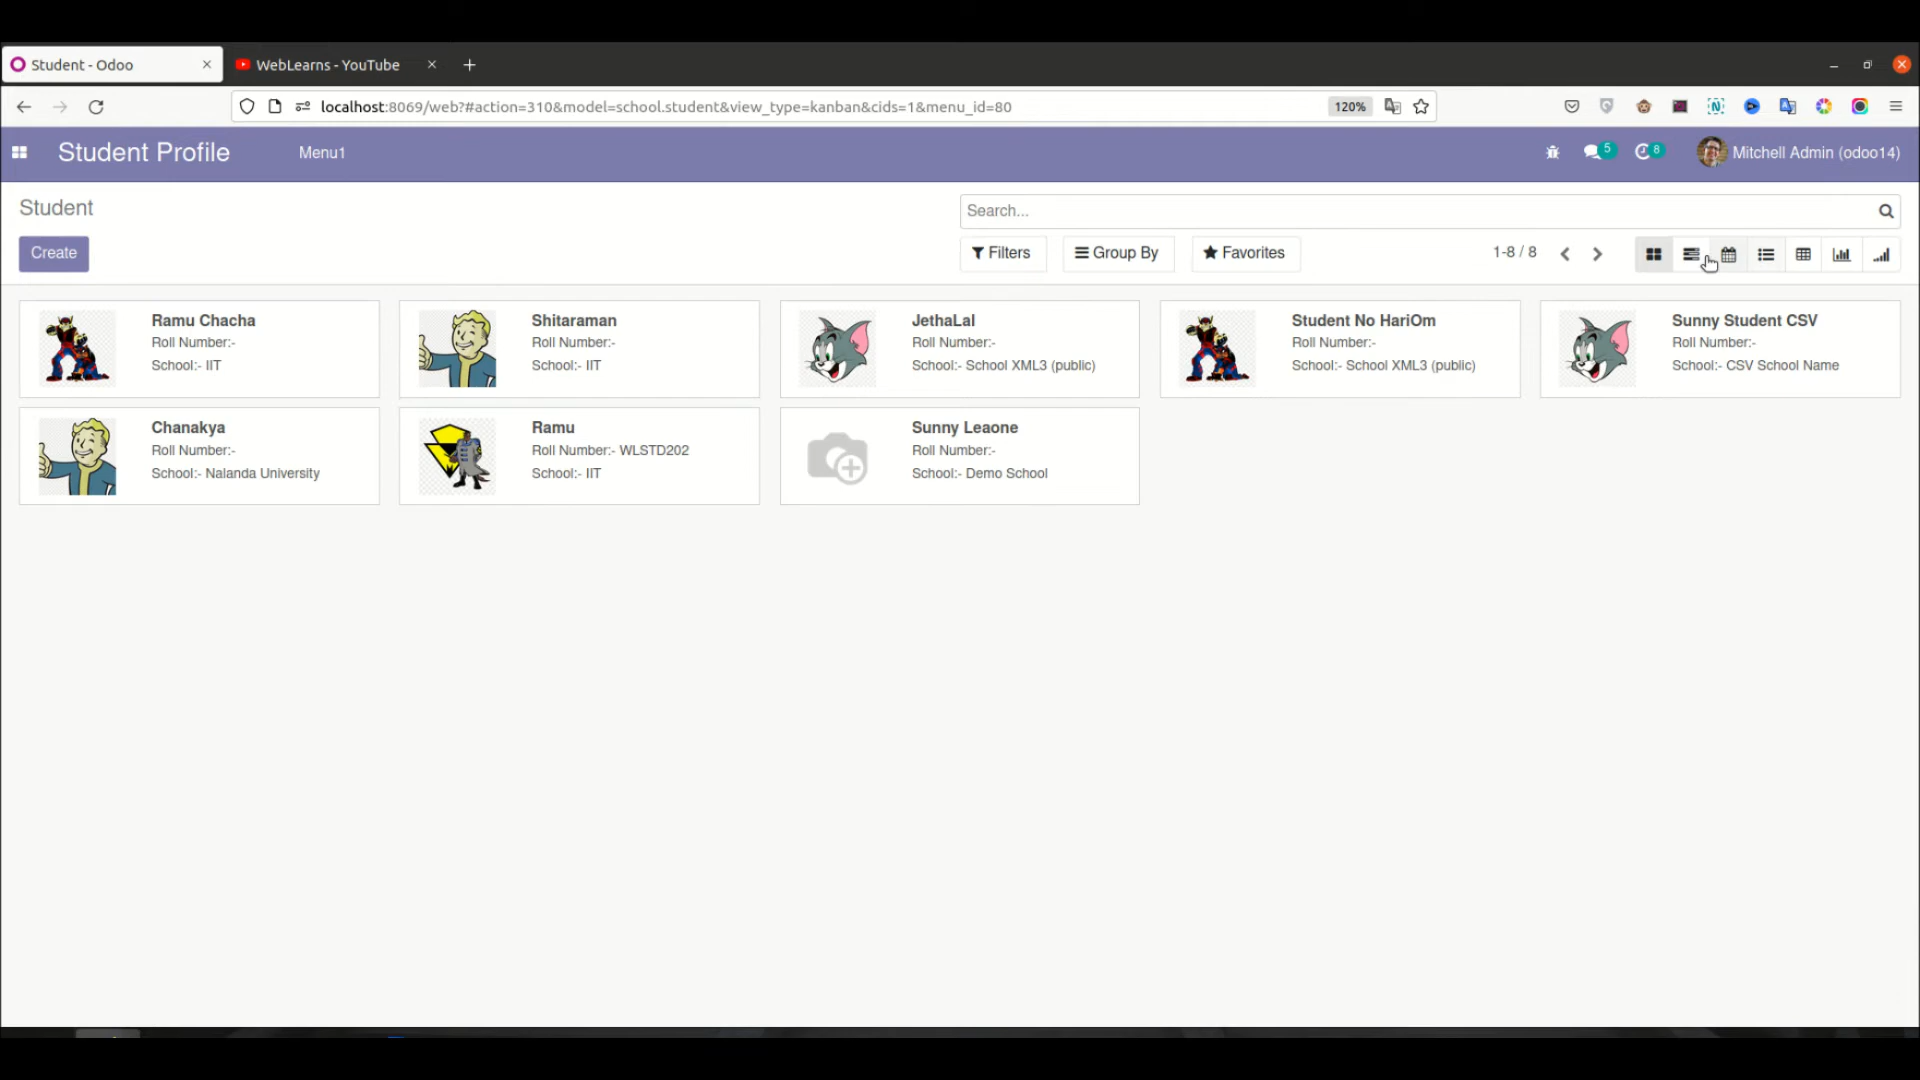 Student - Odoo
WebLearns - YouTube
localhost:8069/web?#action=310&model=school.student&view_type=kanban&cids=1&menu_id=80
120%
Student Profile
Menu1
5
8
Mitchell Admin (odoo14)
Student
Search...
Create
Filters
Group By
Favorites
1-8 / 8
Ramu Chacha
Roll Number:-
School:- IIT
Shitaraman
Roll Number:-
School:- IIT
JethaLal
Roll Number:-
School:- School XML3 (public)
Student No HariOm
Roll Number:-
School:- School XML3 (public)
Sunny Student CSV
Roll Number:-
School:- CSV School Name
Chanakya
Roll Number:-
School:- Nalanda University
Ramu
Roll Number:- WLSTD202
School:- IIT
Sunny Leaone
Roll Number:-
School:- Demo School